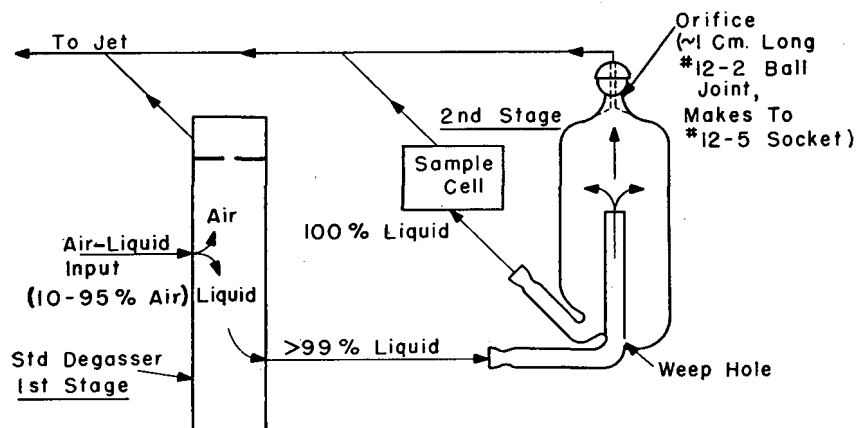 To Jet
Orifice
(~1 Cm. Long
#12-2 Ball
Joint,
Makes To
#12-5 Socket)
2nd Stage
Sample
Cell
100% Liquid
Air
Air-Liquid
Input
(10-95% Air)
Liquid
>99% Liquid
Std Degasser
1st Stage
Weep Hole